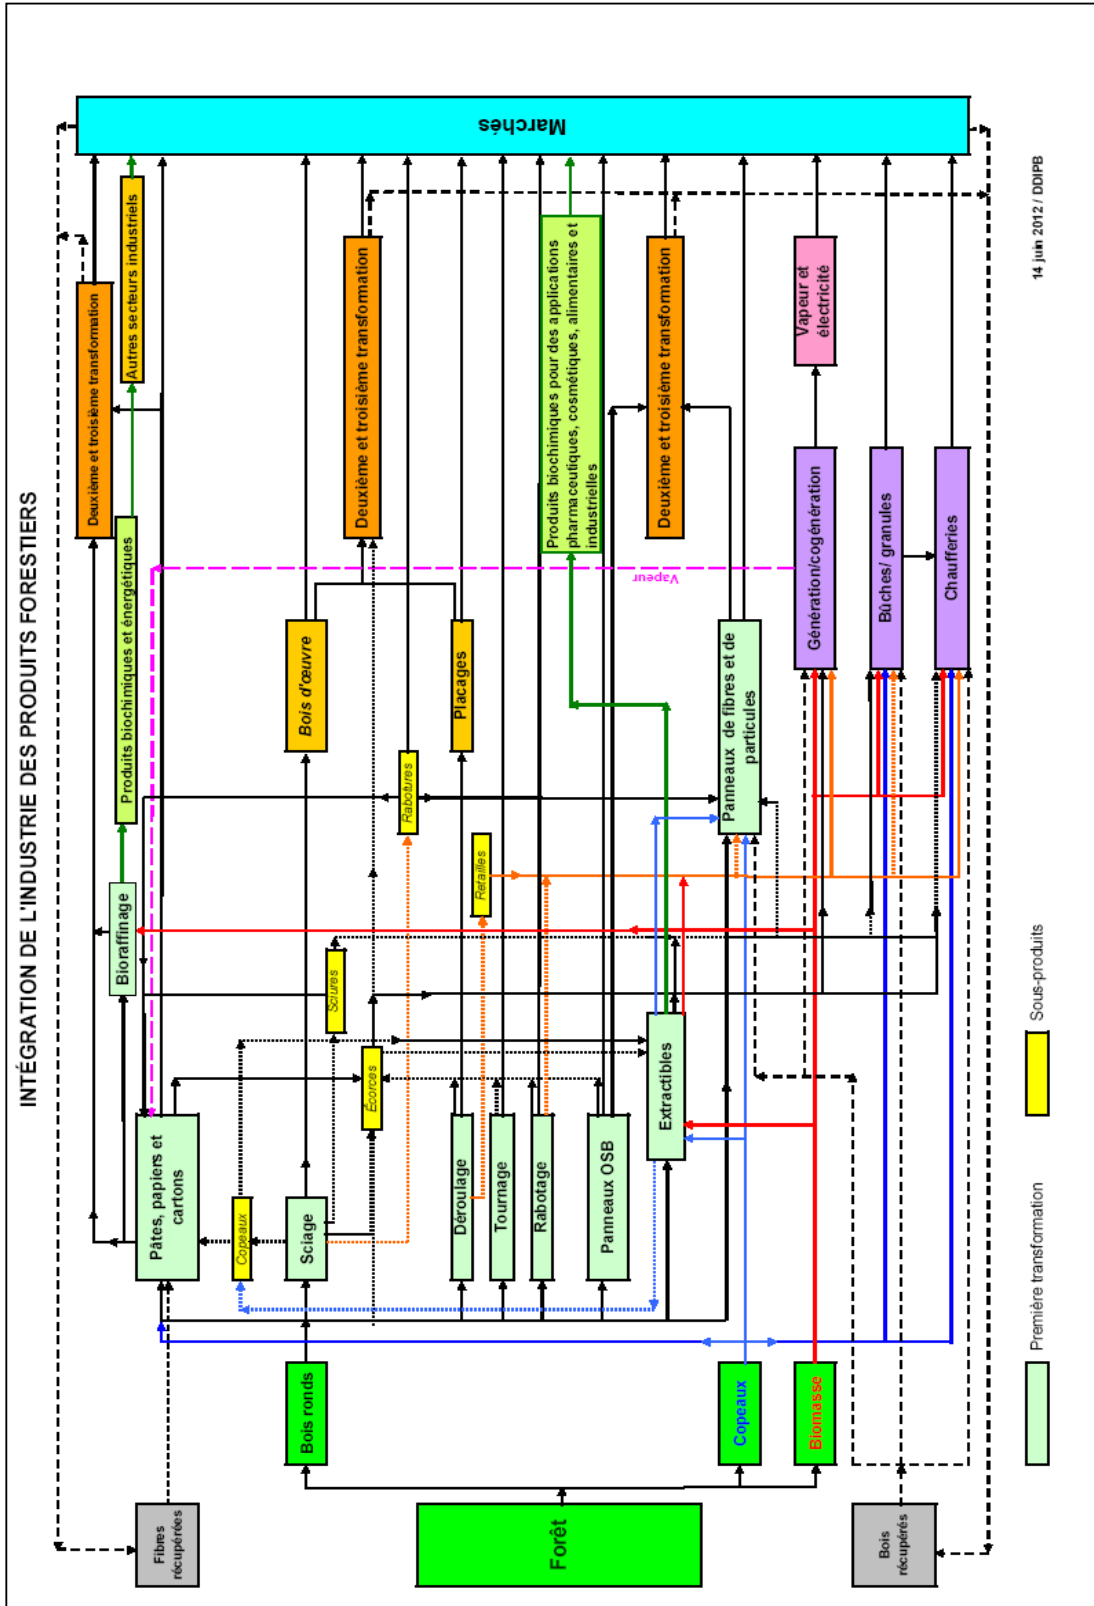 INTÉGRATION DE L'INDUSTRIE DES PRODUITS FORESTIERS
Fibres
récupérées
Forêt
Bois
récupérés
Bois ronds
Copeaux
Biomasse
Pâtes, papiers et
cartons
Copeaux
Sciage
Écorces
Sciures
Déroulage
Tournage
Rabotage
Panneaux OSB
Extractibles
Bioraffinage
Retailles
Rabotures
Produits biochimiques et énergétiques
Bois d'œuvre
Placages
Panneaux de fibres et de
particules
Génération/cogénération
Bûches/ granules
Chaufferies
Vapeur
Deuxième et troisième transformation
Autres secteurs industriels
Deuxième et troisième transformation
Produits biochimiques pour des applications
pharmaceutiques, cosmétiques, alimentaires et
industrielles
Deuxième et troisième transformation
Vapeur et
électricité
Marchés
Première transformation
Sous-produits
14 juin 2012 / DDIPB